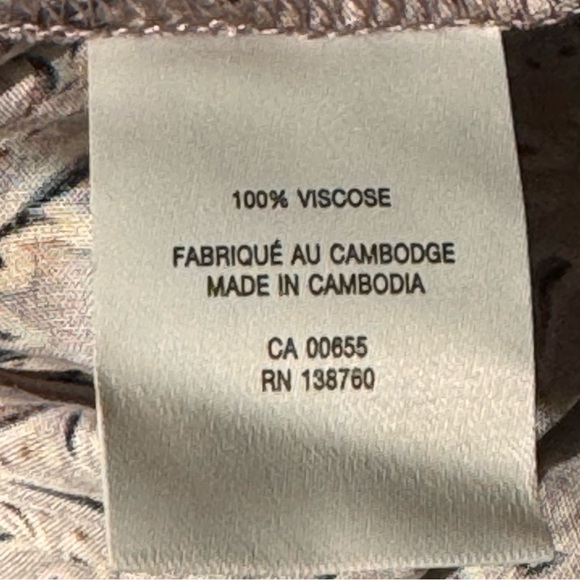 100% VISCOSE
FABRIQUÉ AU CAMBODGE
MADE IN CAMBODIA
CA 00655
RN 138760